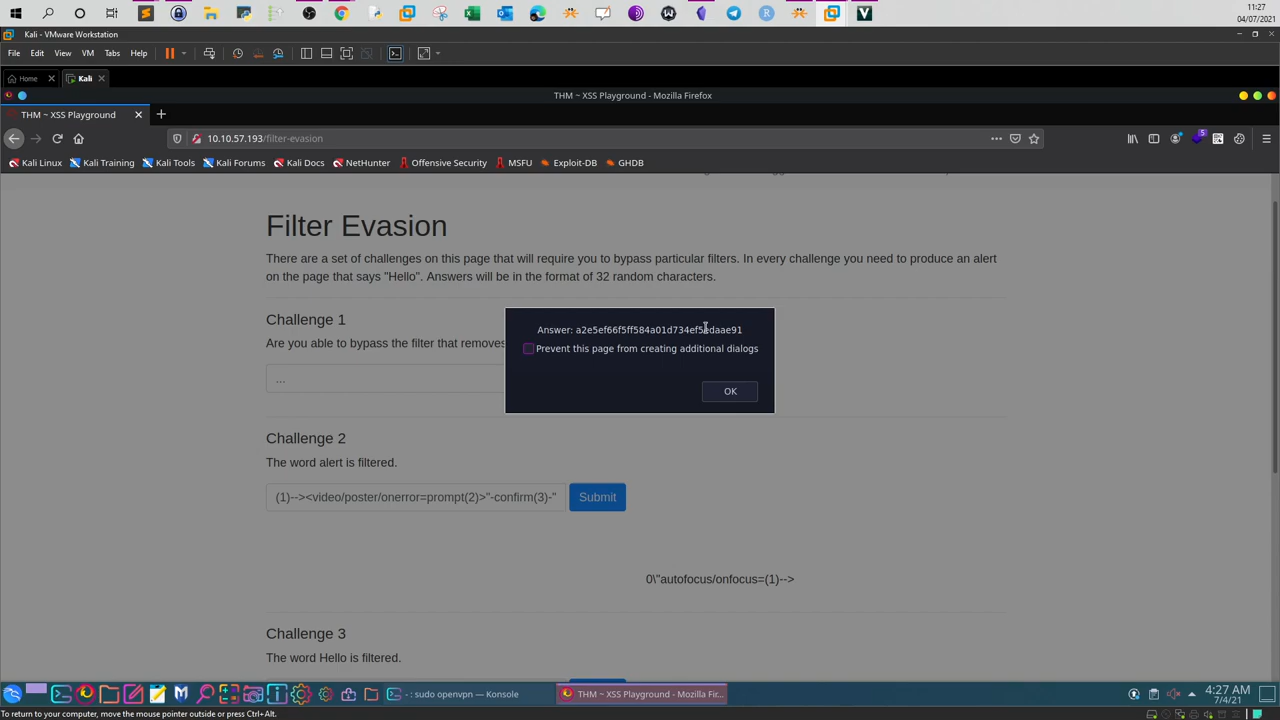 11:27
04/07/2021
Kali - VMware Workstation
File Edit View VM Tabs Help
Home Kali
THM ~ XSS Playground - Mozilla Firefox
THM ~ XSS Playground
10.10.57.193/filter-evasion
5
Kali Linux Kali Training Kali Tools Kali Forums Kali Docs NetHunter Offensive Security MSFU Exploit-DB GHDB
Filter Evasion
There are a set of challenges on this page that will require you to bypass particular filters. In every challenge you need to produce an alert
on the page that says "Hello". Answers will be in the format of 32 random characters.
Challenge 1
Are you able to bypass the filter that removes
...
Answer:
Prevent this page from creating additional dialogs
OK
Challenge 2
The word alert is filtered.
(1)--><video/poster/onerror=prompt(2)>"-confirm(3)-" Submit
0\"autofocus/onfocus=(1)-->
Challenge 3
The word Hello is filtered.
- : sudo openvpn — Konsole
THM ~ XSS Playground - Mozilla Fir...
4:27 AM
7/4/21
To return to your computer, move the mouse pointer outside or press Ctrl+Alt.